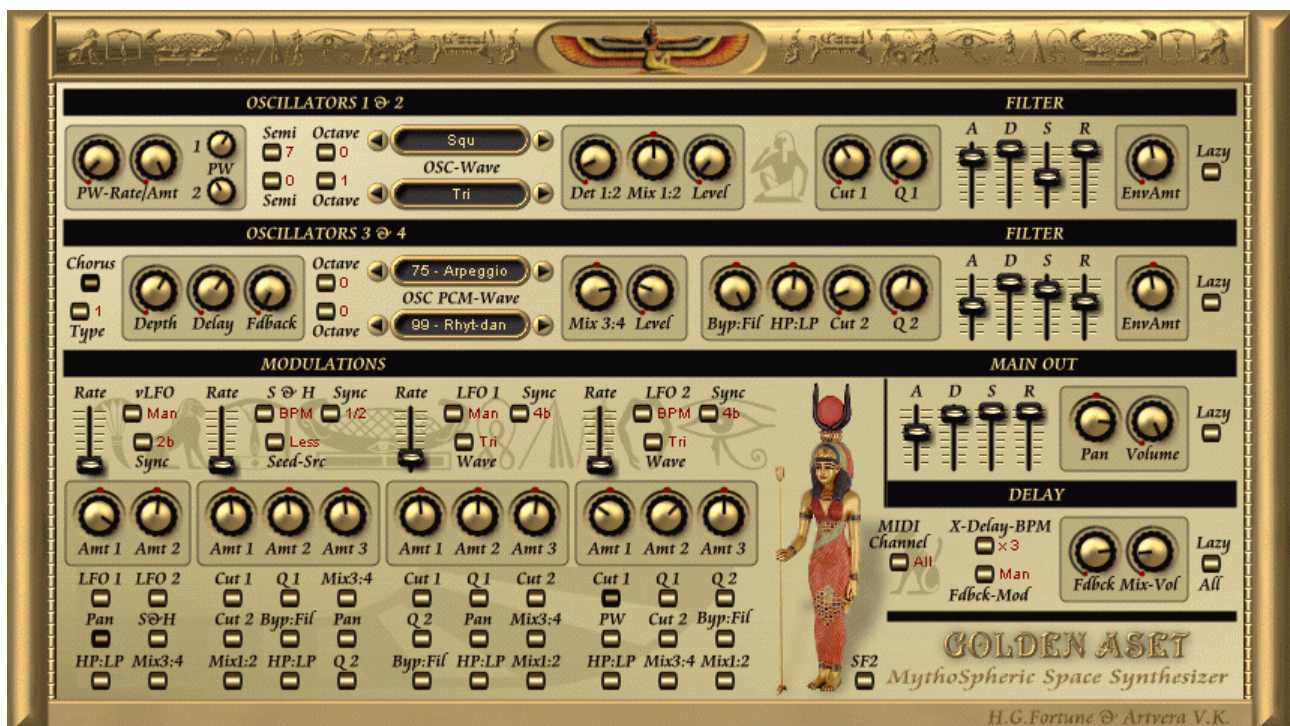 OSCILLATORS 1 & 2 FILTER
Semi Octave A D S R
1 7 0 Squ Lazy
PW OSC-Wave
PW-Rate/Amt 2 0 1 Tri Det 1:2 Mix 1:2 Level Cut 1 Q 1 EnvAmt
Semi Octave
OSCILLATORS 3 & 4 FILTER
Chorus Octave A D S R
0 75 - Arpeggio Lazy
1 0 OSC PCM-Wave
Type Depth Delay Fdback Octave 99 - Rhyt-dan Mix 3:4 Level Byp:Fil HP:LP Cut 2 Q 2 EnvAmt
MODULATIONS MAIN OUT
Rate vLFO Rate S & H Sync Rate LFO 1 Sync Rate LFO 2 Sync A D S R
Man BPM 1/2 Man 4b BPM 4b Lazy
2b Less Tri Tri
Sync Seed-Src Wave Wave Pan Volume
DELAY
MIDI Channel X-Delay-BPM Lazy
All x 3
Man
Amt 1 Amt 2 Amt 1 Amt 2 Amt 3 Amt 1 Amt 2 Amt 3 Amt 1 Amt 2 Amt 3
Fdbck-Mod Fdbck Mix-Vol All
LFO 1 LFO 2 Cut 1 Q 1 Mix3:4 Cut 1 Q 1 Cut 2 Cut 1 Q 1 Q 2
Pan S&H Cut 2 Byp:Fil Pan Q 2 Pan Mix3:4 PW Cut 2 Byp:Fil
HP:LP Mix3:4 Mix1:2 HP:LP Q 2 Byp:Fil HP:LP Mix1:2 HP:LP Mix3:4 Mix1:2 SF2
GOLDEN ASET
MythoSpheric Space Synthesizer
H.G.Fortune & Artvera V.K.